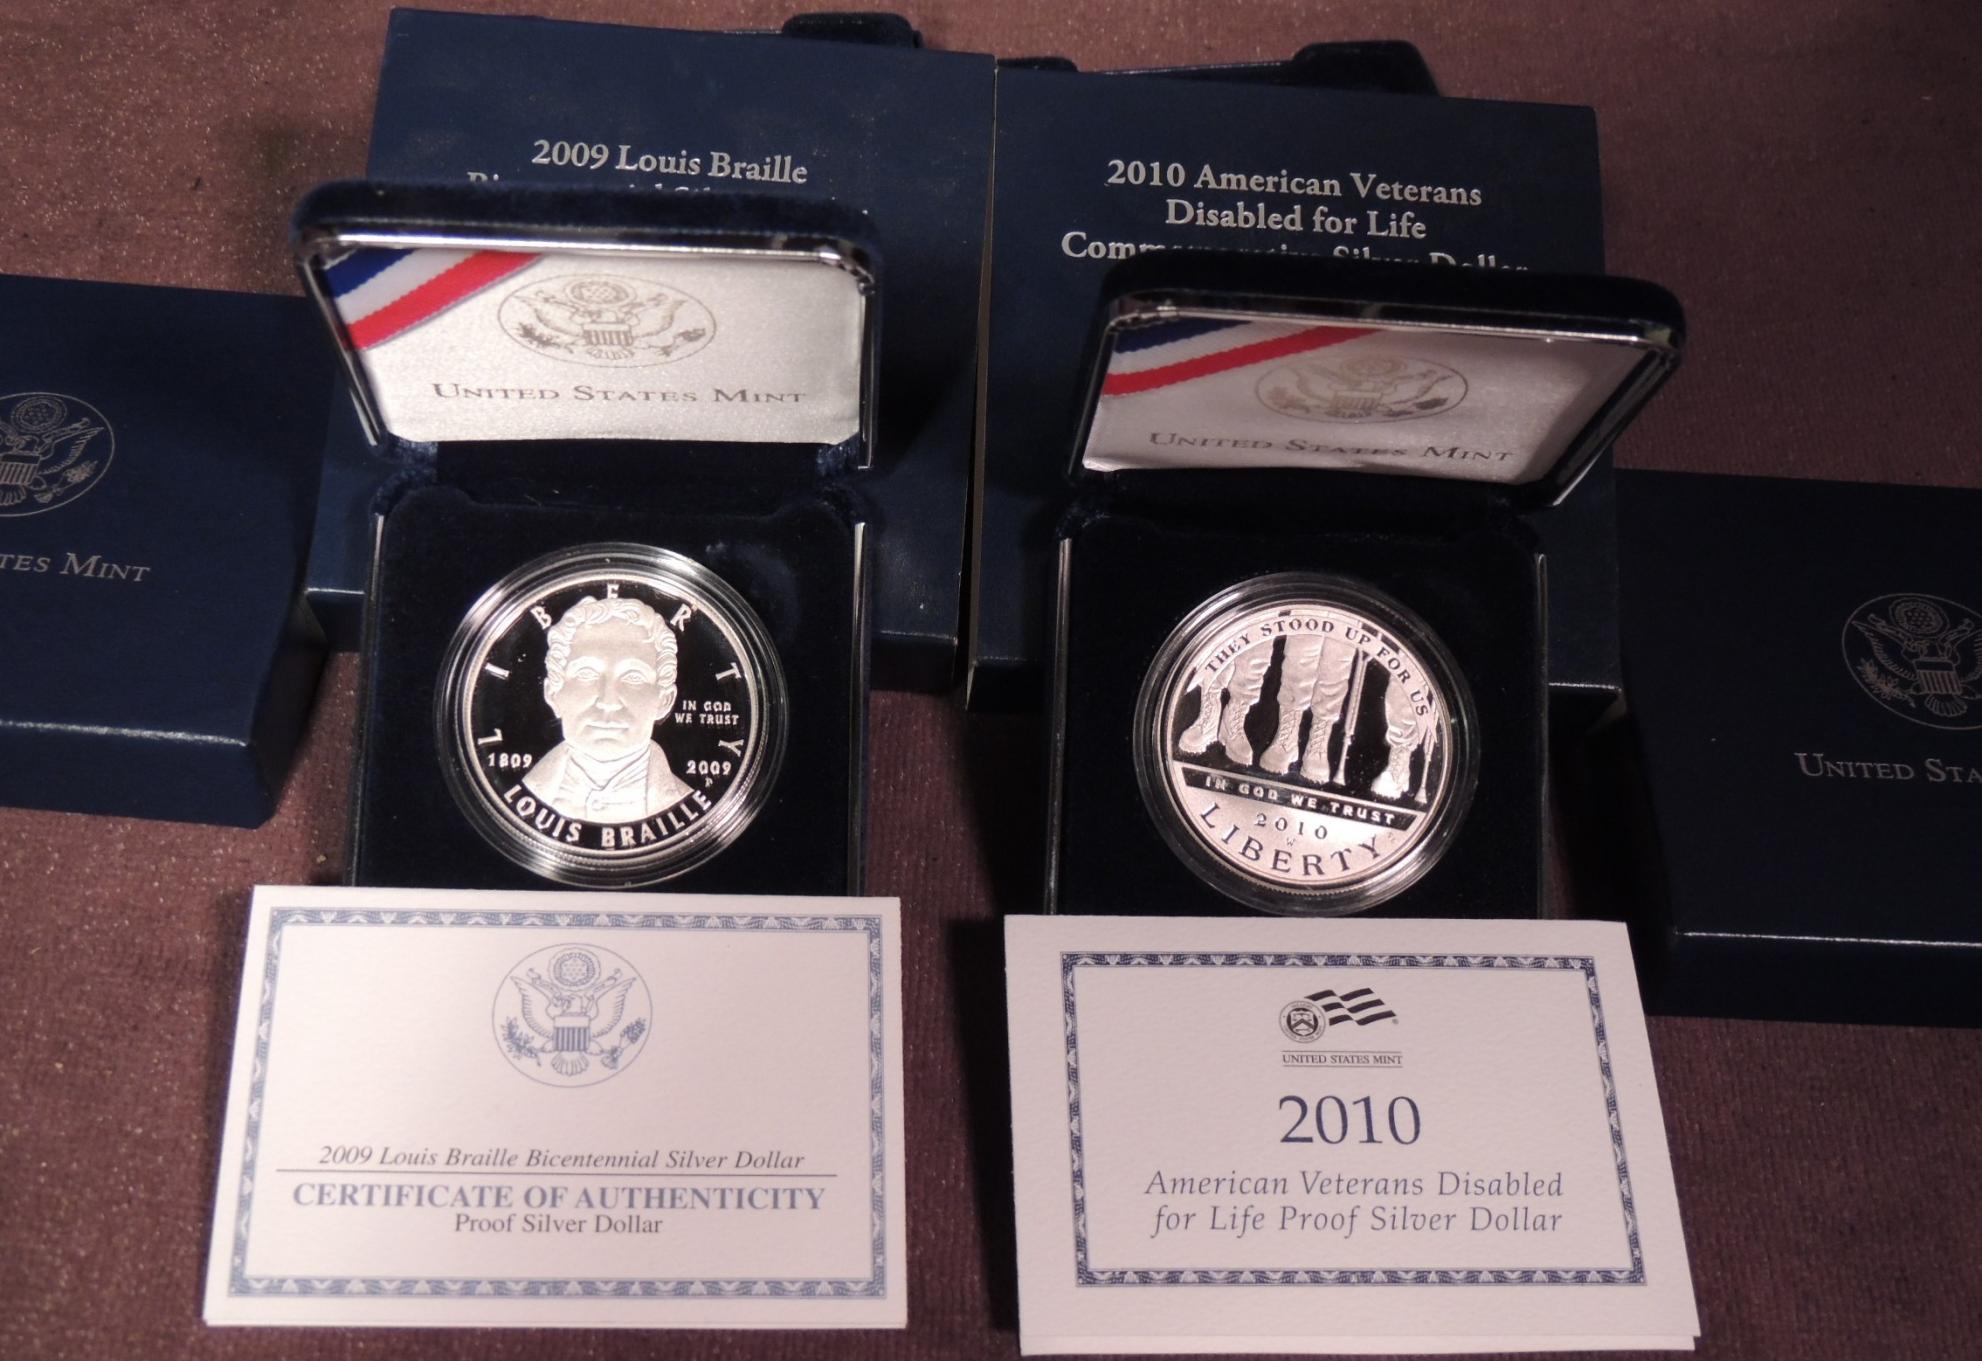 2009 Louis Braille
2010 American Veterans
Disabled for Life
Silver Dollar
UNITED STATES MINT
UNITED STATES MINT
MINT
UNITED
LIBERTY
IN GOD
WE TRUST
1809 2009
P
LOUIS BRAILLE
THEY STOOD UP FOR US
IN GOD WE TRUST
2010
W
LIBERTY
2009 Louis Braille Bicentennial Silver Dollar
CERTIFICATE OF AUTHENTICITY
Proof Silver Dollar
UNITED STATES MINT
2010
American Veterans Disabled
for Life Proof Silver Dollar